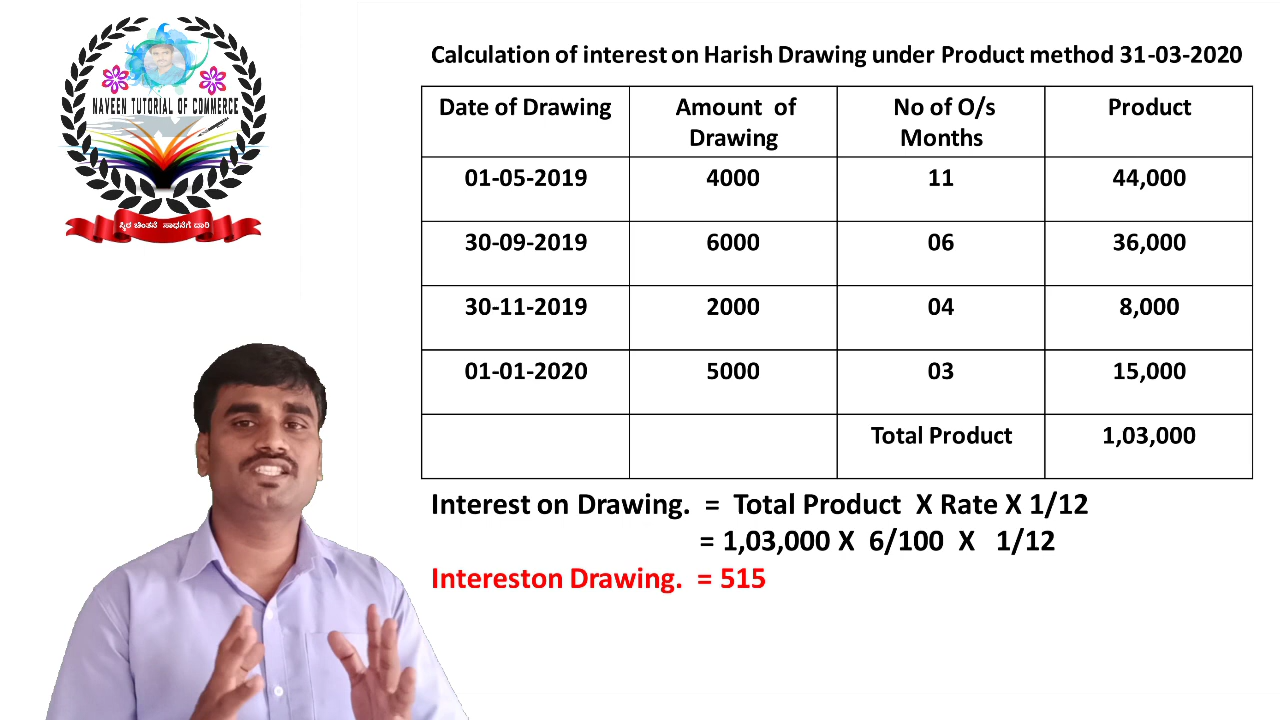 NAVEEN TUTORIAL OF COMMERCE
ಸ್ಥಿರ ಚಿಂತನೆ ಸಾಧನೆಗೆ ದಾರಿ
Calculation of interest on Harish Drawing under Product method 31-03-2020
Date of Drawing Amount of Drawing No of O/s Months Product
01-05-2019 4000 11 44,000
30-09-2019 6000 06 36,000
30-11-2019 2000 04 8,000
01-01-2020 5000 03 15,000
Total Product 1,03,000
Interest on Drawing. = Total Product X Rate X 1/12
= 1,03,000 X 6/100 X 1/12
Intereston Drawing. = 515